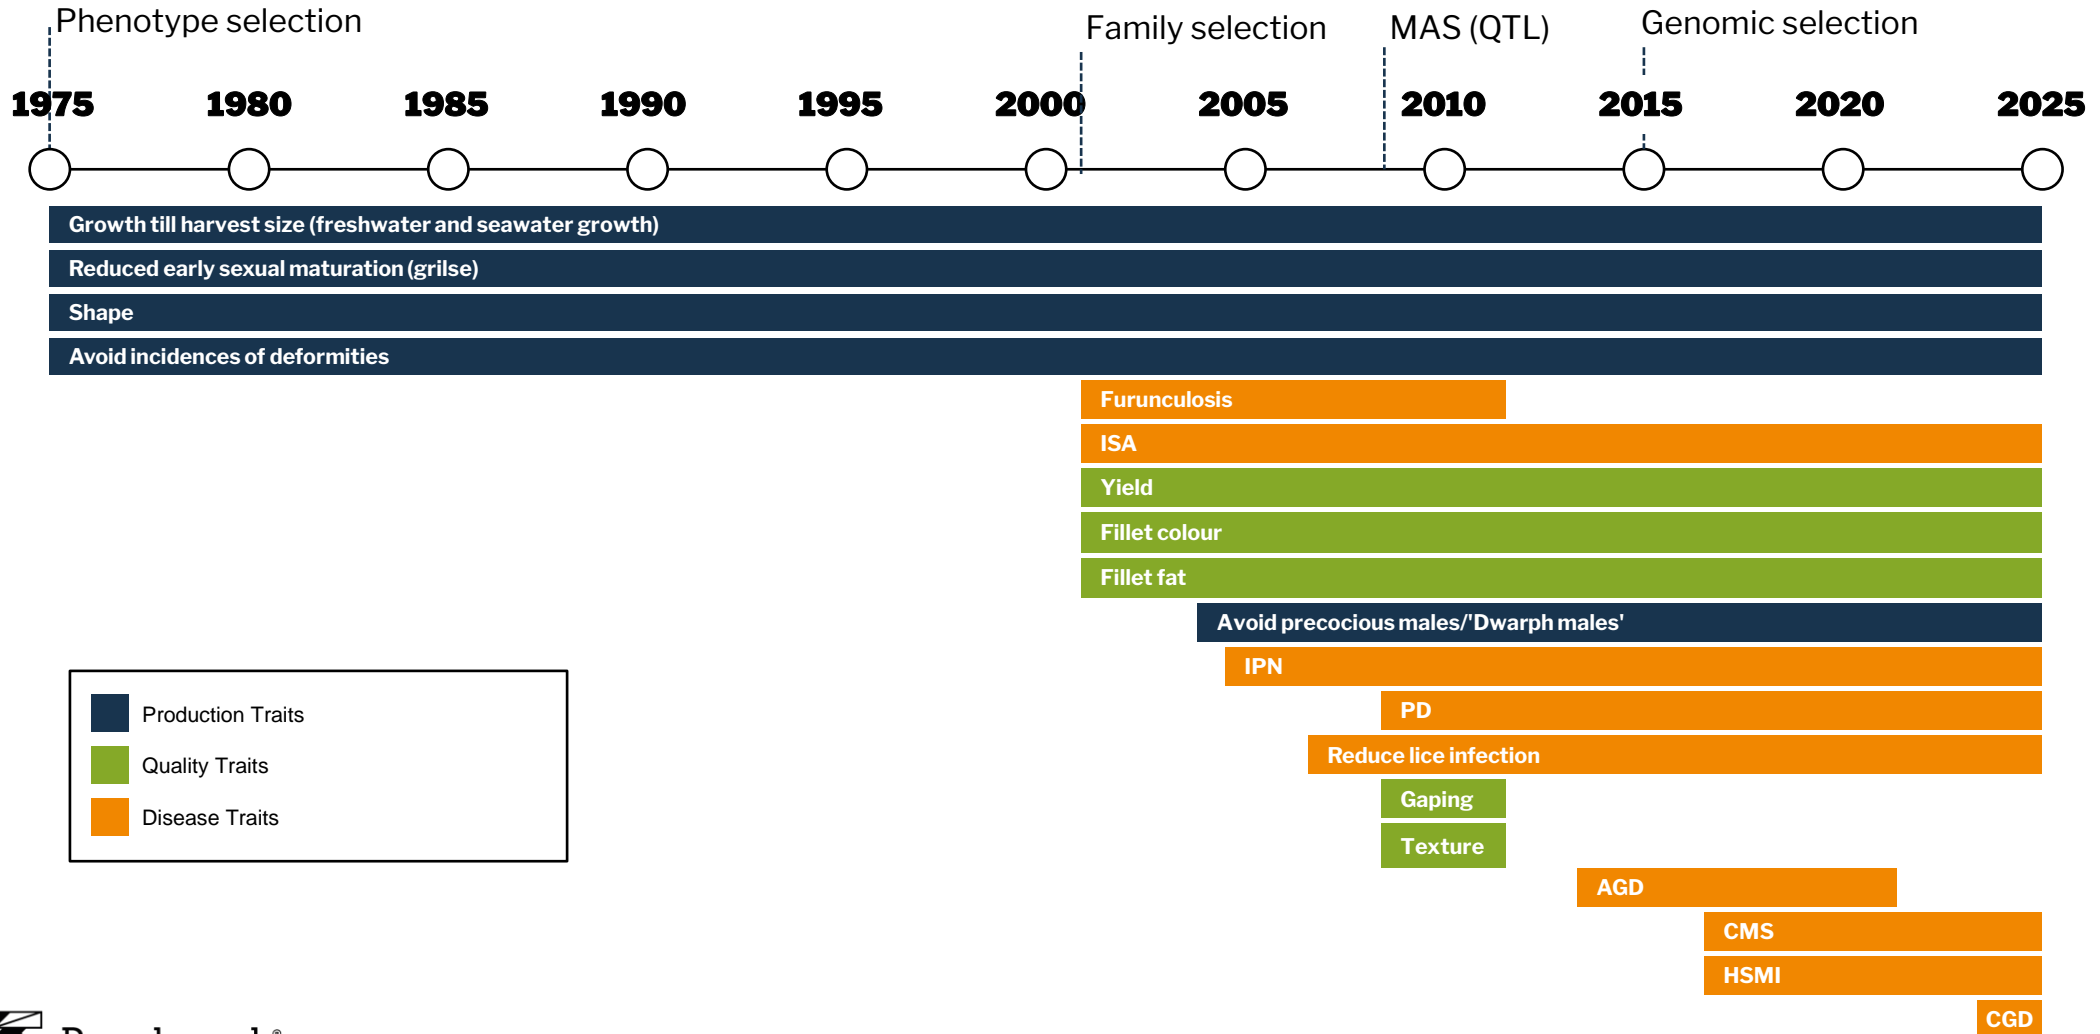 Phenotype selection
Family selection
MAS (QTL)
Genomic selection
1975 1980 1985 1990 1995 2000 2005 2010 2015 2020 2025
Growth till harvest size (freshwater and seawater growth)
Reduced early sexual maturation (grilse)
Shape
Avoid incidences of deformities
Furunculosis
ISA
Yield
Fillet colour
Fillet fat
Avoid precocious males/'Dwarph males'
IPN
PD
Reduce lice infection
Gaping
Texture
AGD
CMS
HSMI
CGD
Production Traits
Quality Traits
Disease Traits